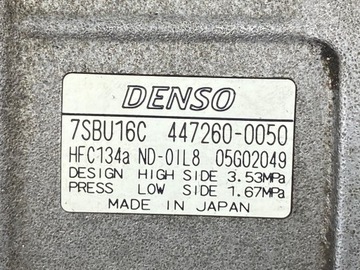 DENSO
7SBU16C 447260-0050
HFC134a ND-OIL8 05G02049
DESIGN HIGH SIDE 3.53MPa
PRESS LOW SIDE 1.67MPa
MADE IN JAPAN